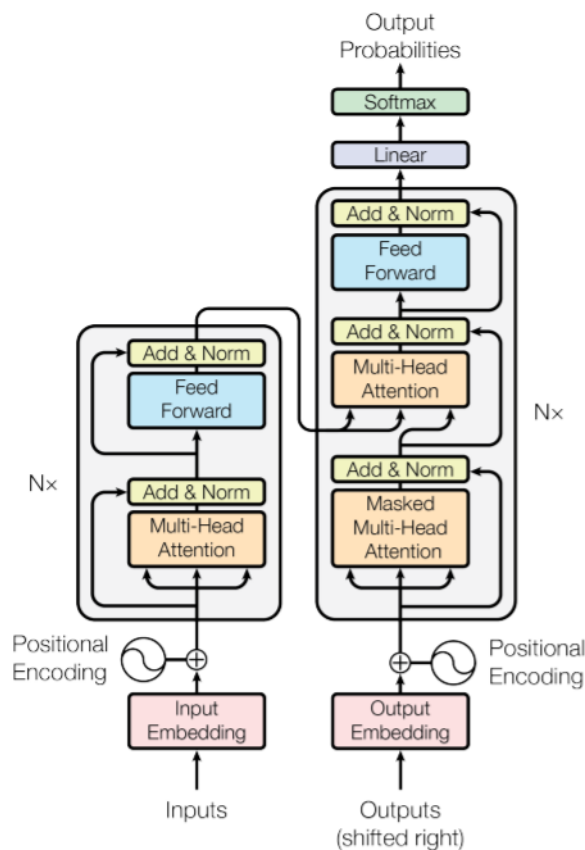 Output
Probabilities
Softmax
Linear
Add & Norm
Feed
Forward
Add & Norm
Multi-Head
Attention
Add & Norm
Masked
Multi-Head
Attention
Nx
Positional
Encoding
Output
Embedding
Outputs
(shifted right)
Add & Norm
Feed
Forward
Add & Norm
Multi-Head
Attention
Nx
Positional
Encoding
Input
Embedding
Inputs